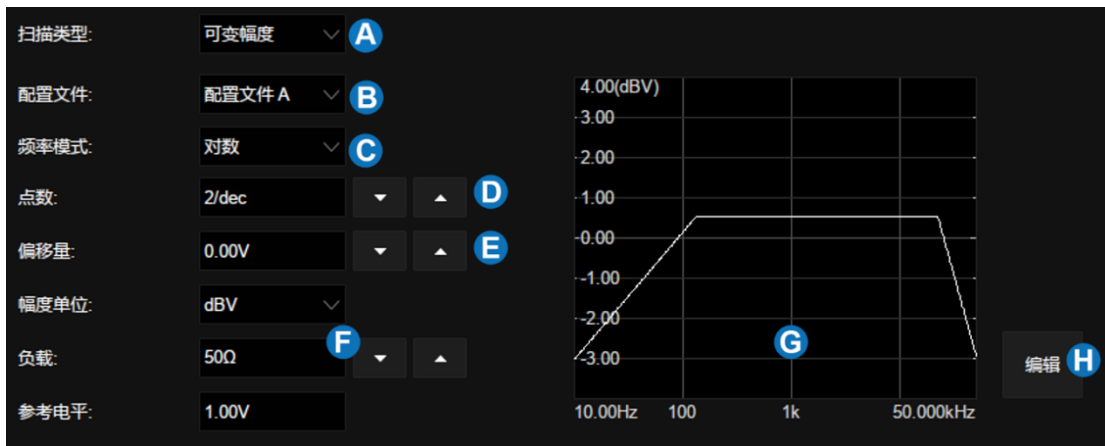 扫描类型: 可变幅度 A
配置文件: 配置文件 A B
频率模式: 对数 C
点数: 2/dec D
偏移量: 0.00V E
幅度单位: dBV
F
负载: 50Ω
参考电平: 1.00V
4.00(dBV)
3.00
2.00
1.00
0.00
-1.00
-2.00
-3.00
G
10.00Hz 100 1k 50.000kHz
编辑 H